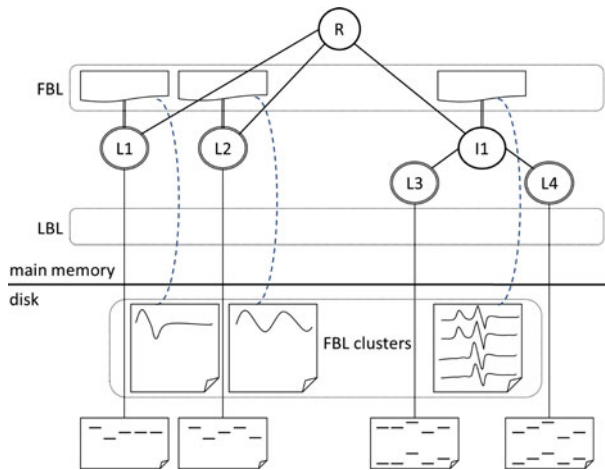 R
FBL
L1
L2
I1
L3
L4
LBL
main memory
disk
FBL clusters